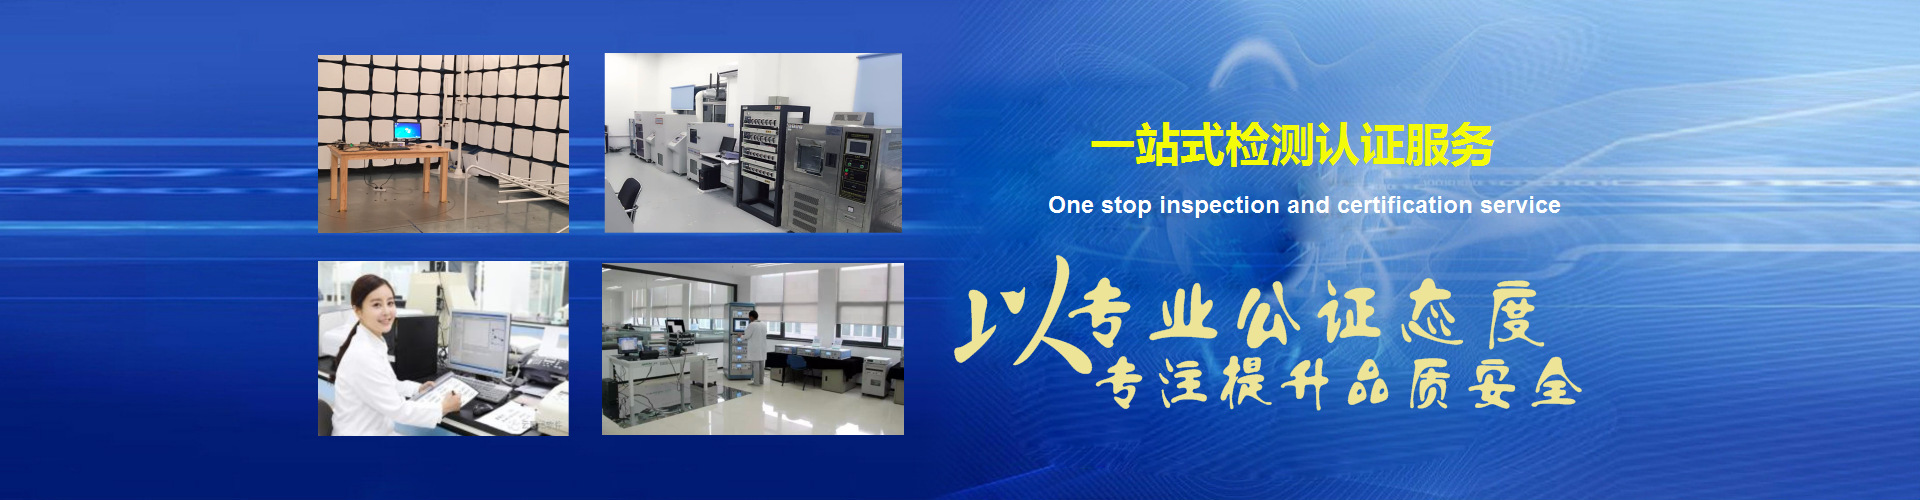 一站式检测认证服务
One stop inspection and certification service
以专业公证态度
专注提升品质安全